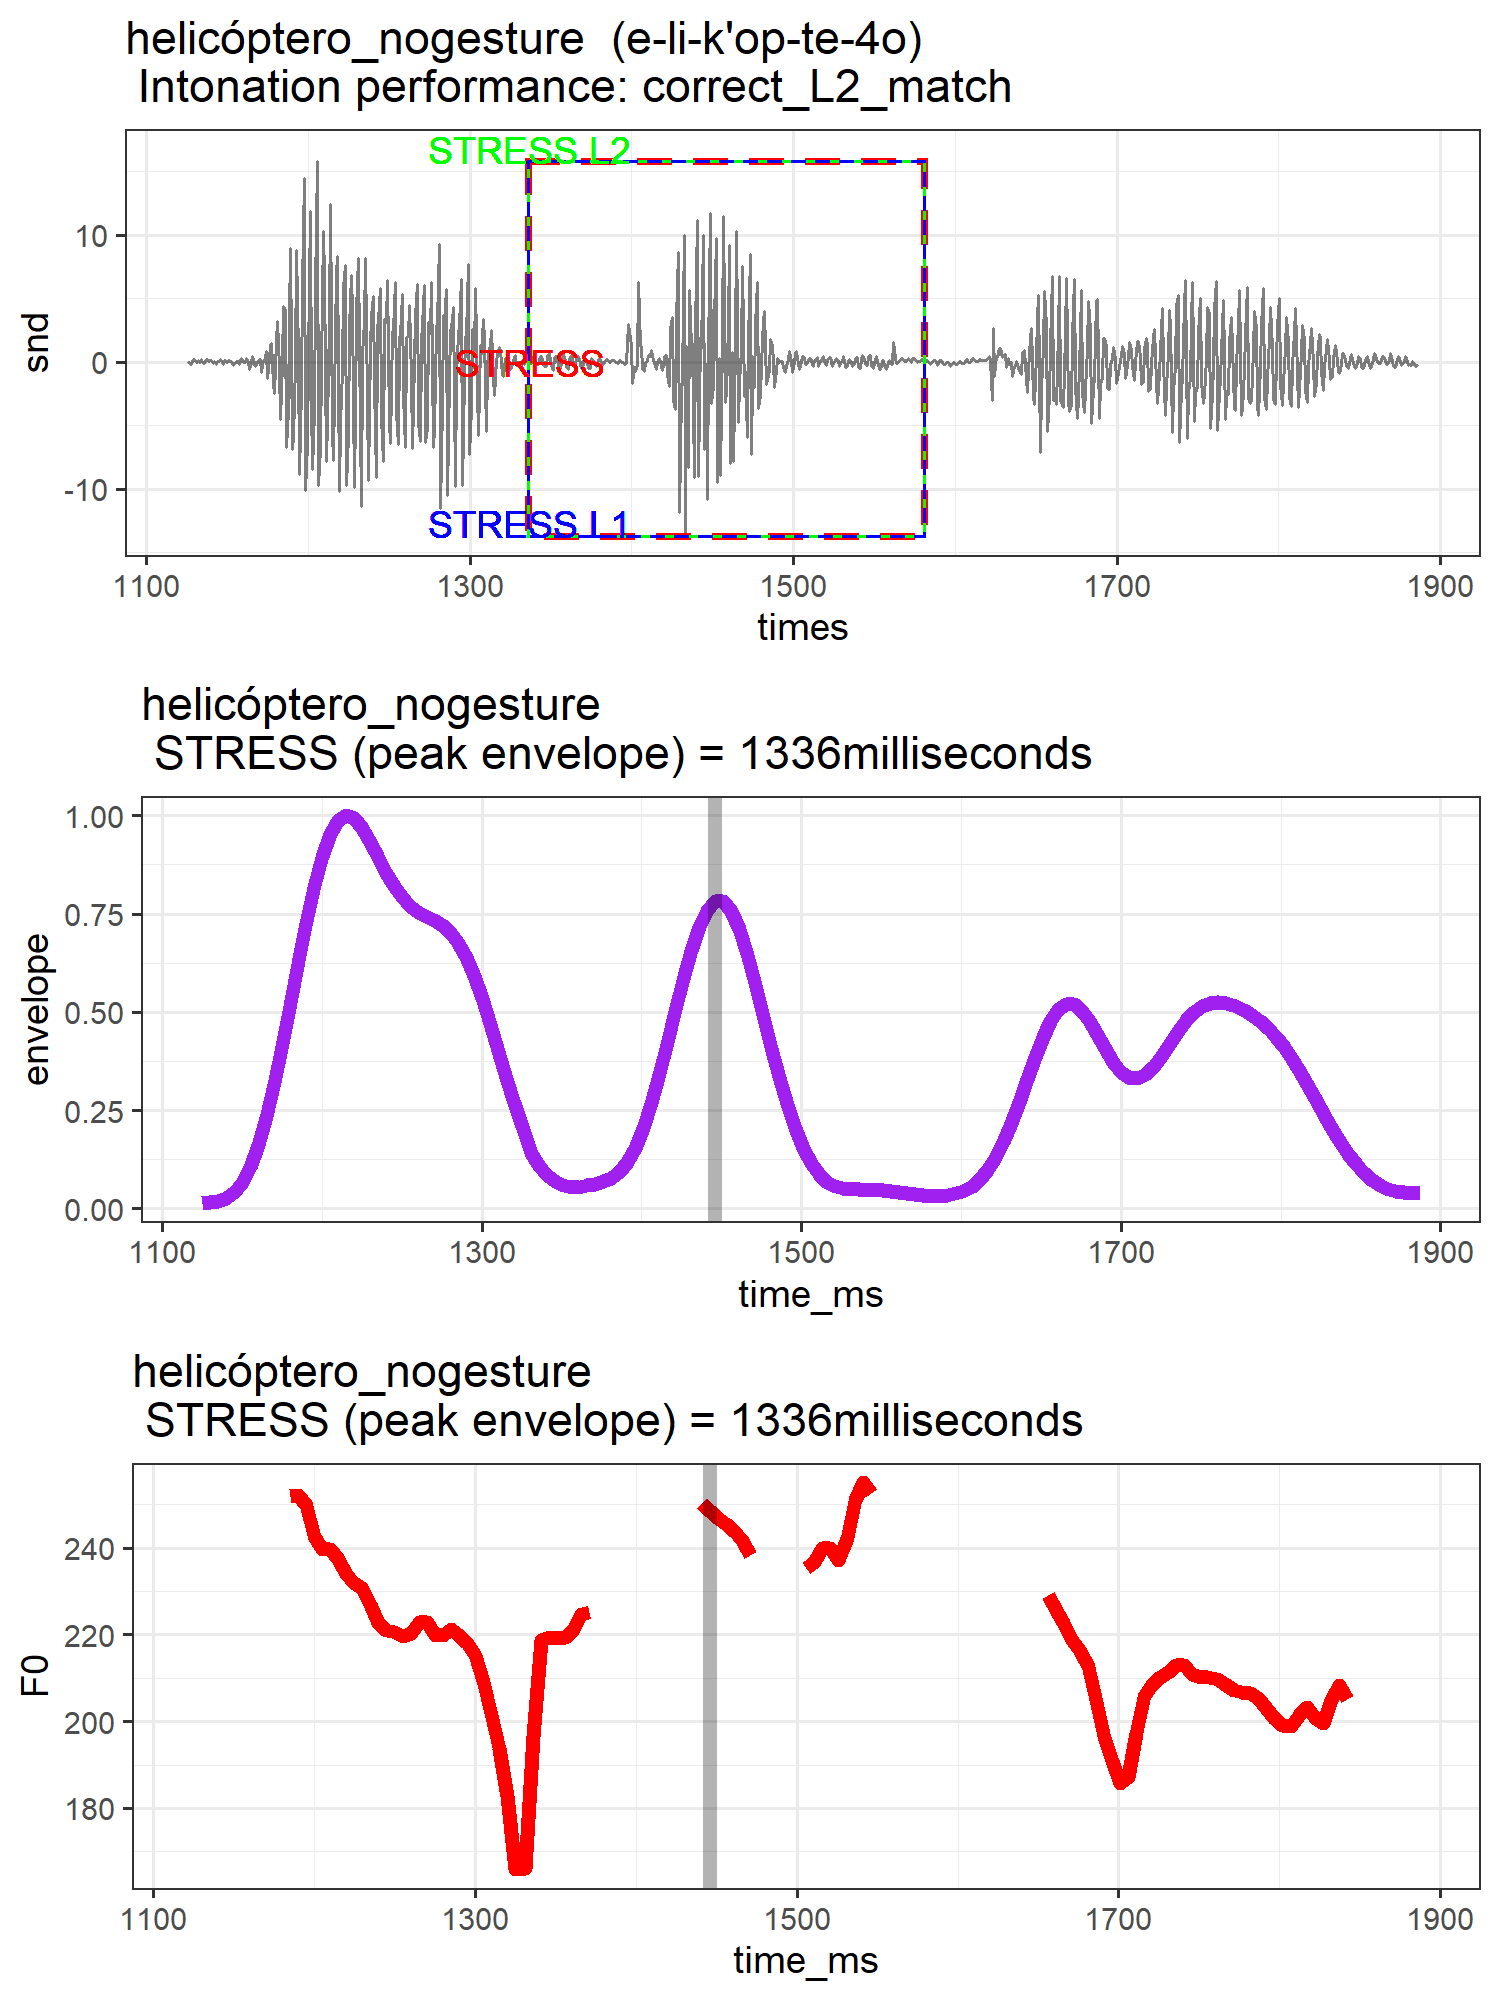 helicóptero_nogesture  (e-li-k'op-te-4o)
Intonation performance: correct_L2_match
STRESS L2
10
STRESS
0
snd
-10
STRESS L1
1100 1300 1500 1700 1900
times
helicóptero_nogesture
STRESS (peak envelope) = 1336milliseconds
1.00
0.75
envelope
0.50
0.25
0.00
1100 1300 1500 1700 1900
time_ms
helicóptero_nogesture
STRESS (peak envelope) = 1336milliseconds
240
220
F0
200
180
1100 1300 1500 1700 1900
time_ms